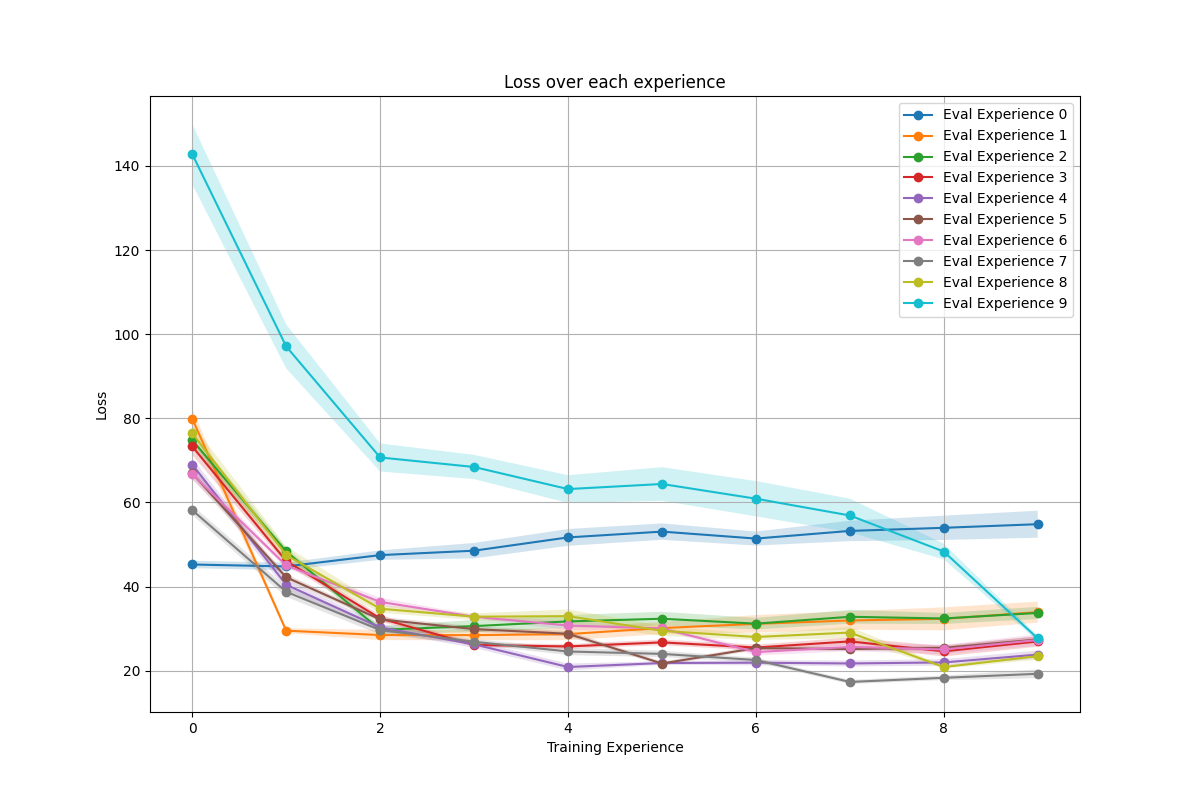 Loss over each experience
Eval Experience 0
Eval Experience 1
Eval Experience 2
Eval Experience 3
Eval Experience 4
Eval Experience 5
Eval Experience 6
Eval Experience 7
Eval Experience 8
Eval Experience 9
140
120
100
80
60
40
20
Loss
0 2 4 6 8
Training Experience